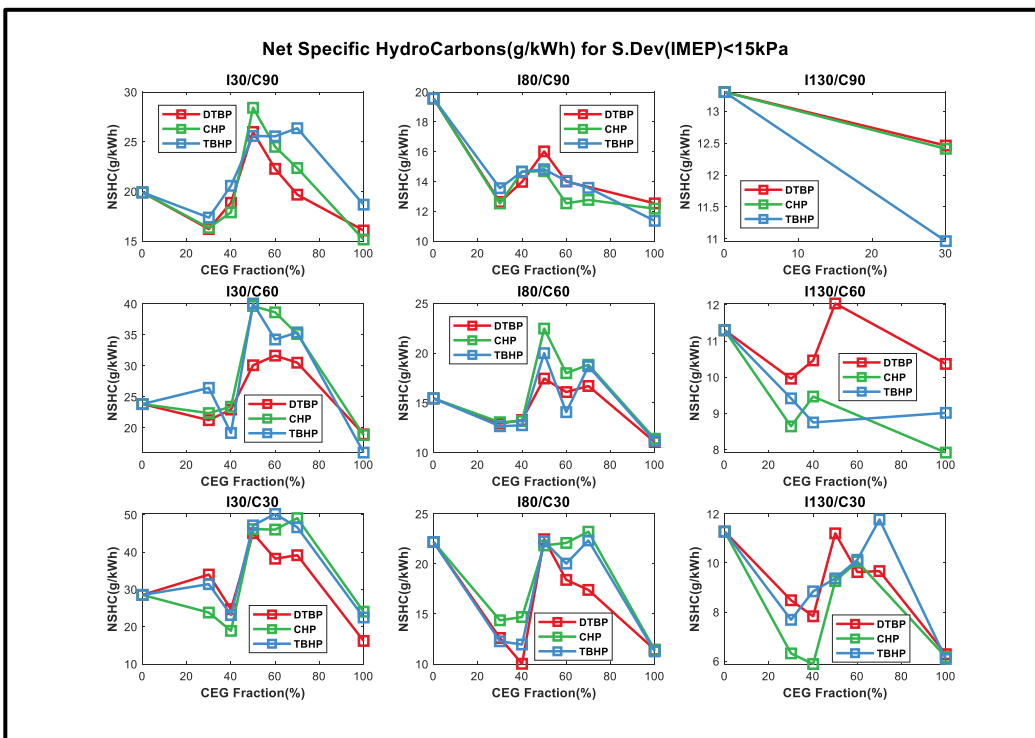 Net Specific HydroCarbons(g/kWh) for S.Dev(IMEP)<15kPa
I30/C90
NSHC(g/kWh)
30
25
20
15
DTBP
CHP
TBHP
0 20 40 60 80 100
CEG Fraction(%)
I80/C90
NSHC(g/kWh)
20
18
16
14
12
10
DTBP
CHP
TBHP
0 20 40 60 80 100
CEG Fraction(%)
I130/C90
NSHC(g/kWh)
13
12.5
12
11.5
11
DTBP
CHP
TBHP
0 10 20 30
CEG Fraction(%)
I30/C60
NSHC(g/kWh)
40
35
30
25
20
DTBP
CHP
TBHP
0 20 40 60 80 100
CEG Fraction(%)
I80/C60
NSHC(g/kWh)
25
20
15
10
DTBP
CHP
TBHP
0 20 40 60 80 100
CEG Fraction(%)
I130/C60
NSHC(g/kWh)
12
11
10
9
8
DTBP
CHP
TBHP
0 20 40 60 80 100
CEG Fraction(%)
I30/C30
NSHC(g/kWh)
50
40
30
20
10
DTBP
CHP
TBHP
0 20 40 60 80 100
CEG Fraction(%)
I80/C30
NSHC(g/kWh)
25
20
15
10
DTBP
CHP
TBHP
0 20 40 60 80 100
CEG Fraction(%)
I130/C30
NSHC(g/kWh)
12
10
8
6
DTBP
CHP
TBHP
0 20 40 60 80 100
CEG Fraction(%)